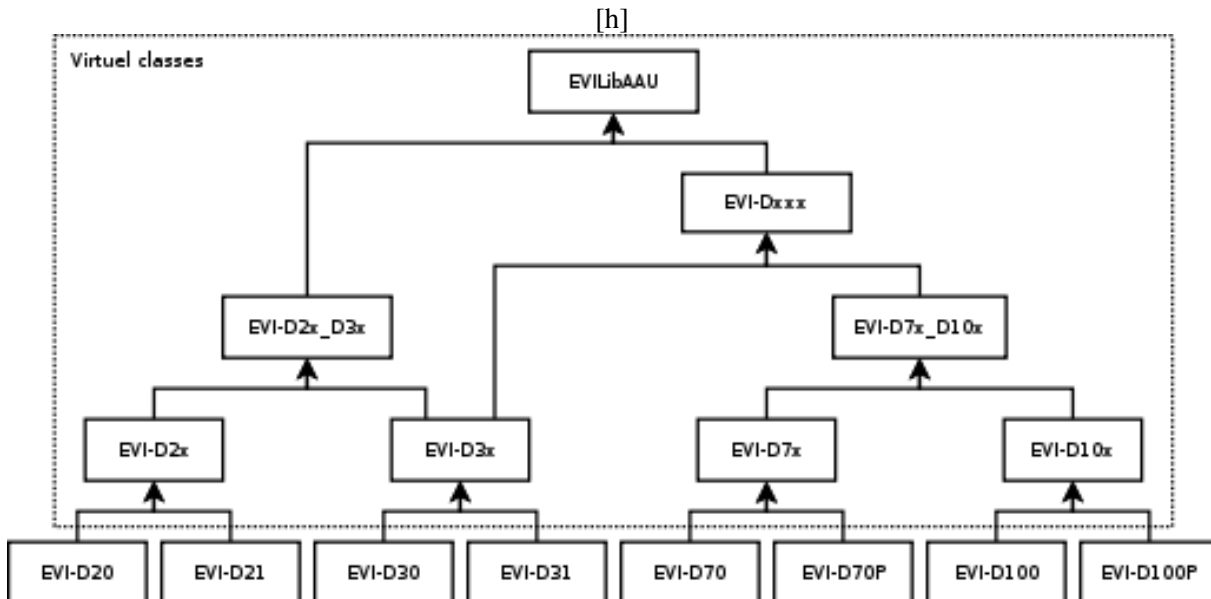 [h]
Virtuel classes
EVILibAAU
EVI-Dxxx
EVI-D2x_D3x
EVI-D7x_D10x
EVI-D2x
EVI-D3x
EVI-D7x
EVI-D10x
EVI-D20
EVI-D21
EVI-D30
EVI-D31
EVI-D70
EVI-D70P
EVI-D100
EVI-D100P